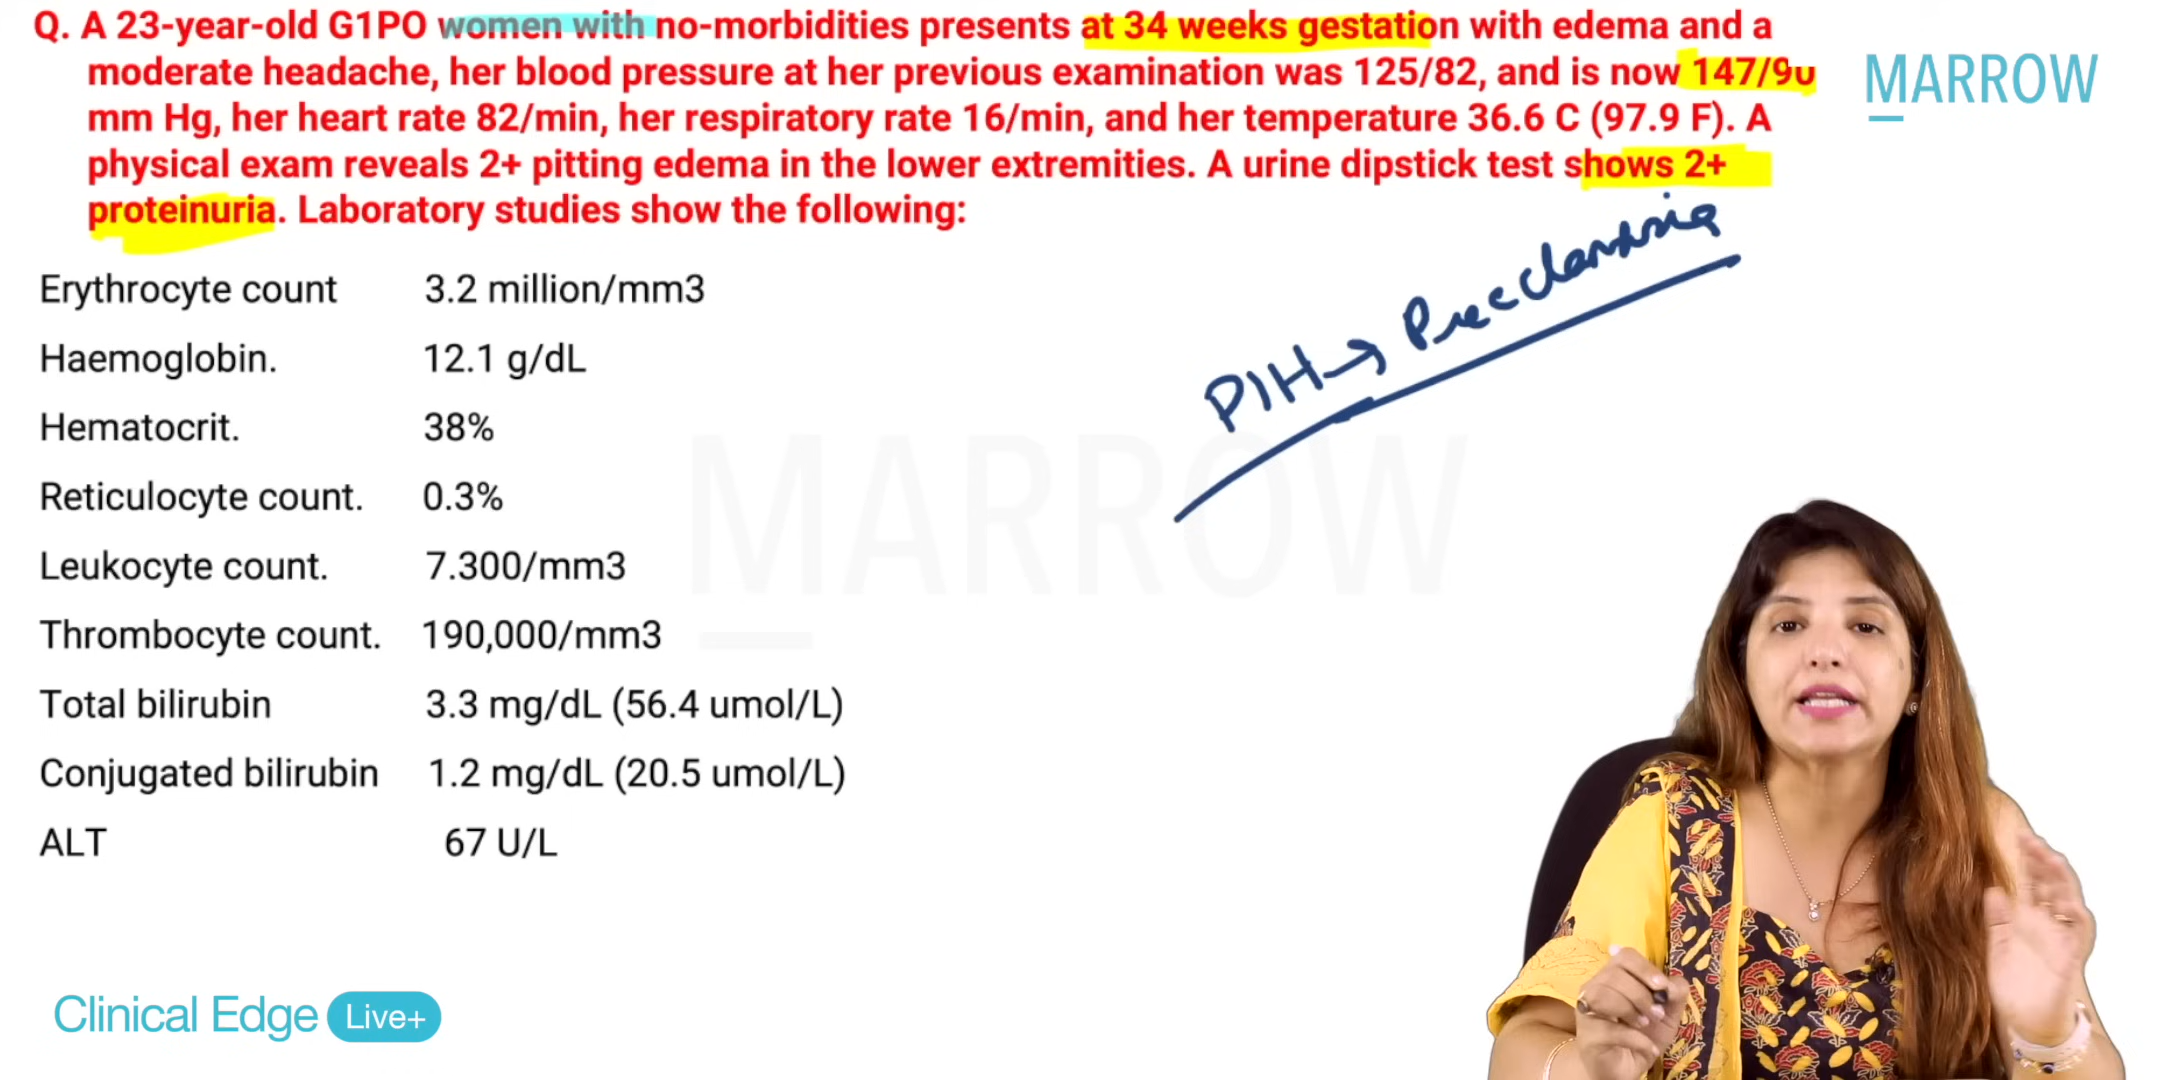 Q. A 23-year-old G1PO women with no-morbidities presents at 34 weeks gestation with edema and a
moderate headache, her blood pressure at her previous examination was 125/82, and is now 147/90
mm Hg, her heart rate 82/min, her respiratory rate 16/min, and her temperature 36.6 C (97.9 F). A
physical exam reveals 2+ pitting edema in the lower extremities. A urine dipstick test shows 2+
proteinuria. Laboratory studies show the following:
MARROW
PIH → Preeclampsia
Erythrocyte count 3.2 million/mm3
Haemoglobin. 12.1 g/dL
Hematocrit. 38%
Reticulocyte count. 0.3%
Leukocyte count. 7.300/mm3
Thrombocyte count. 190,000/mm3
Total bilirubin 3.3 mg/dL (56.4 umol/L)
Conjugated bilirubin 1.2 mg/dL (20.5 umol/L)
ALT 67 U/L
MARROW
Clinical Edge Live+